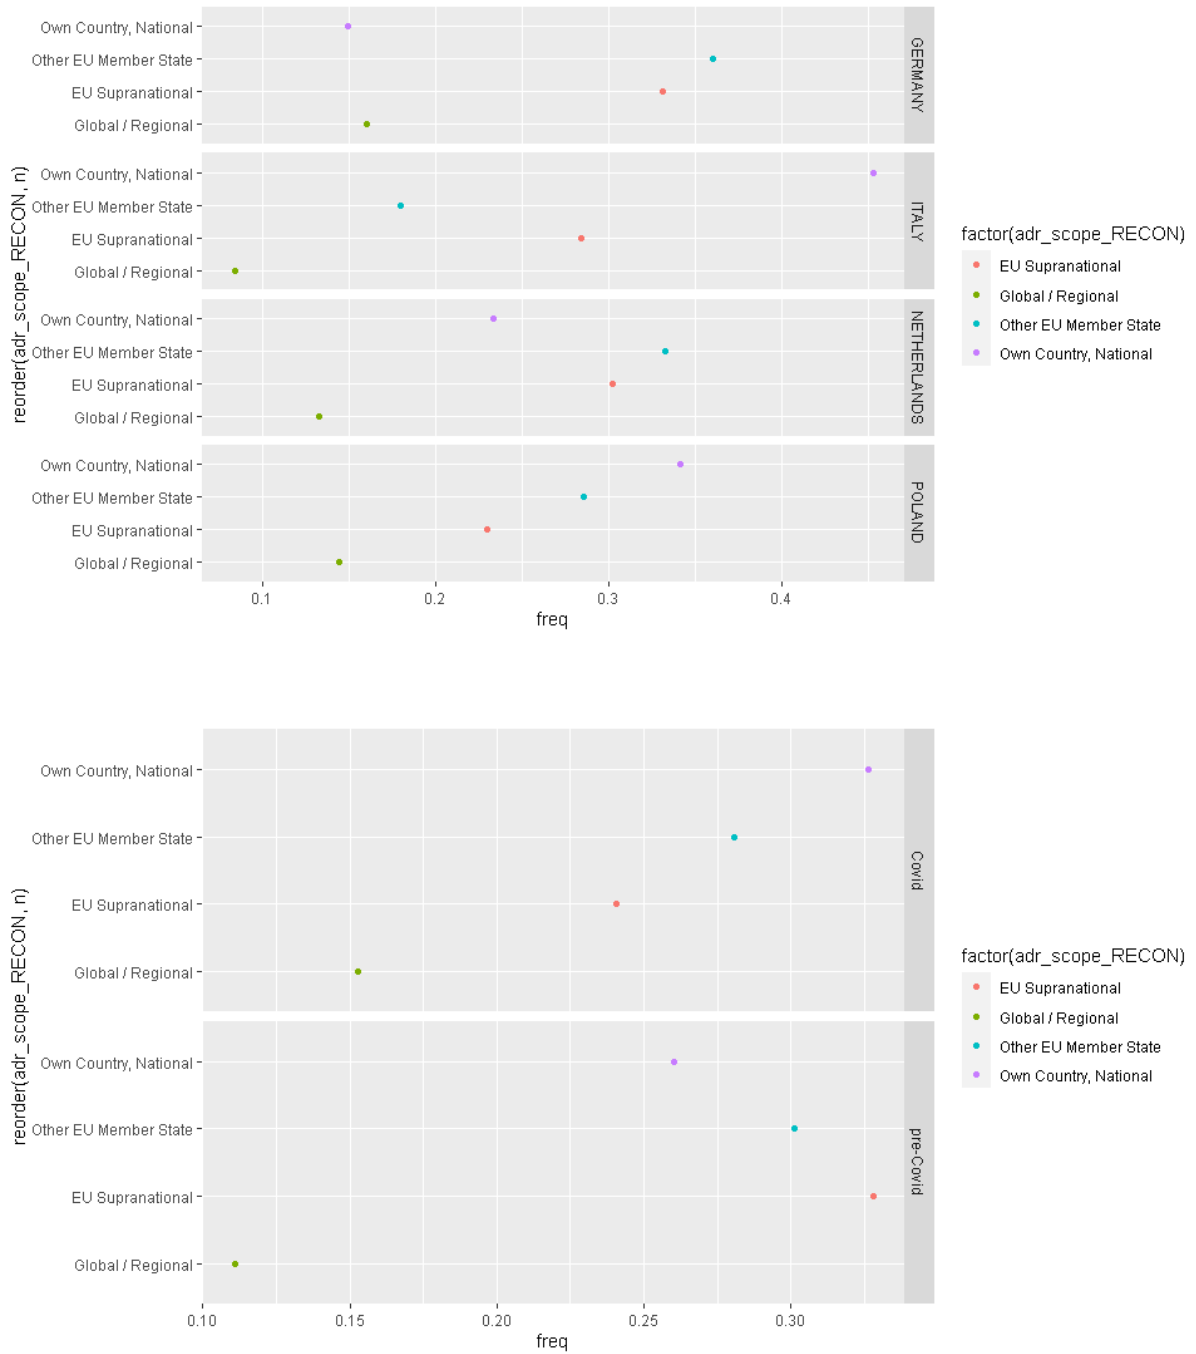 Own Country, National
Other EU Member State
EU Supranational
Global / Regional
GERMANY
Own Country, National
Other EU Member State
EU Supranational
Global / Regional
ITALY
Own Country, National
Other EU Member State
EU Supranational
Global / Regional
NETHERLANDS
Own Country, National
Other EU Member State
EU Supranational
Global / Regional
POLAND
reorder(adr_scope_RECON, n)
0.1 0.2 0.3 0.4
freq
factor(adr_scope_RECON)
EU Supranational
Global / Regional
Other EU Member State
Own Country, National
Own Country, National
Other EU Member State
EU Supranational
Global / Regional
Covid
Own Country, National
Other EU Member State
EU Supranational
Global / Regional
pre-Covid
reorder(adr_scope_RECON, n)
0.10 0.15 0.20 0.25 0.30
freq
factor(adr_scope_RECON)
EU Supranational
Global / Regional
Other EU Member State
Own Country, National